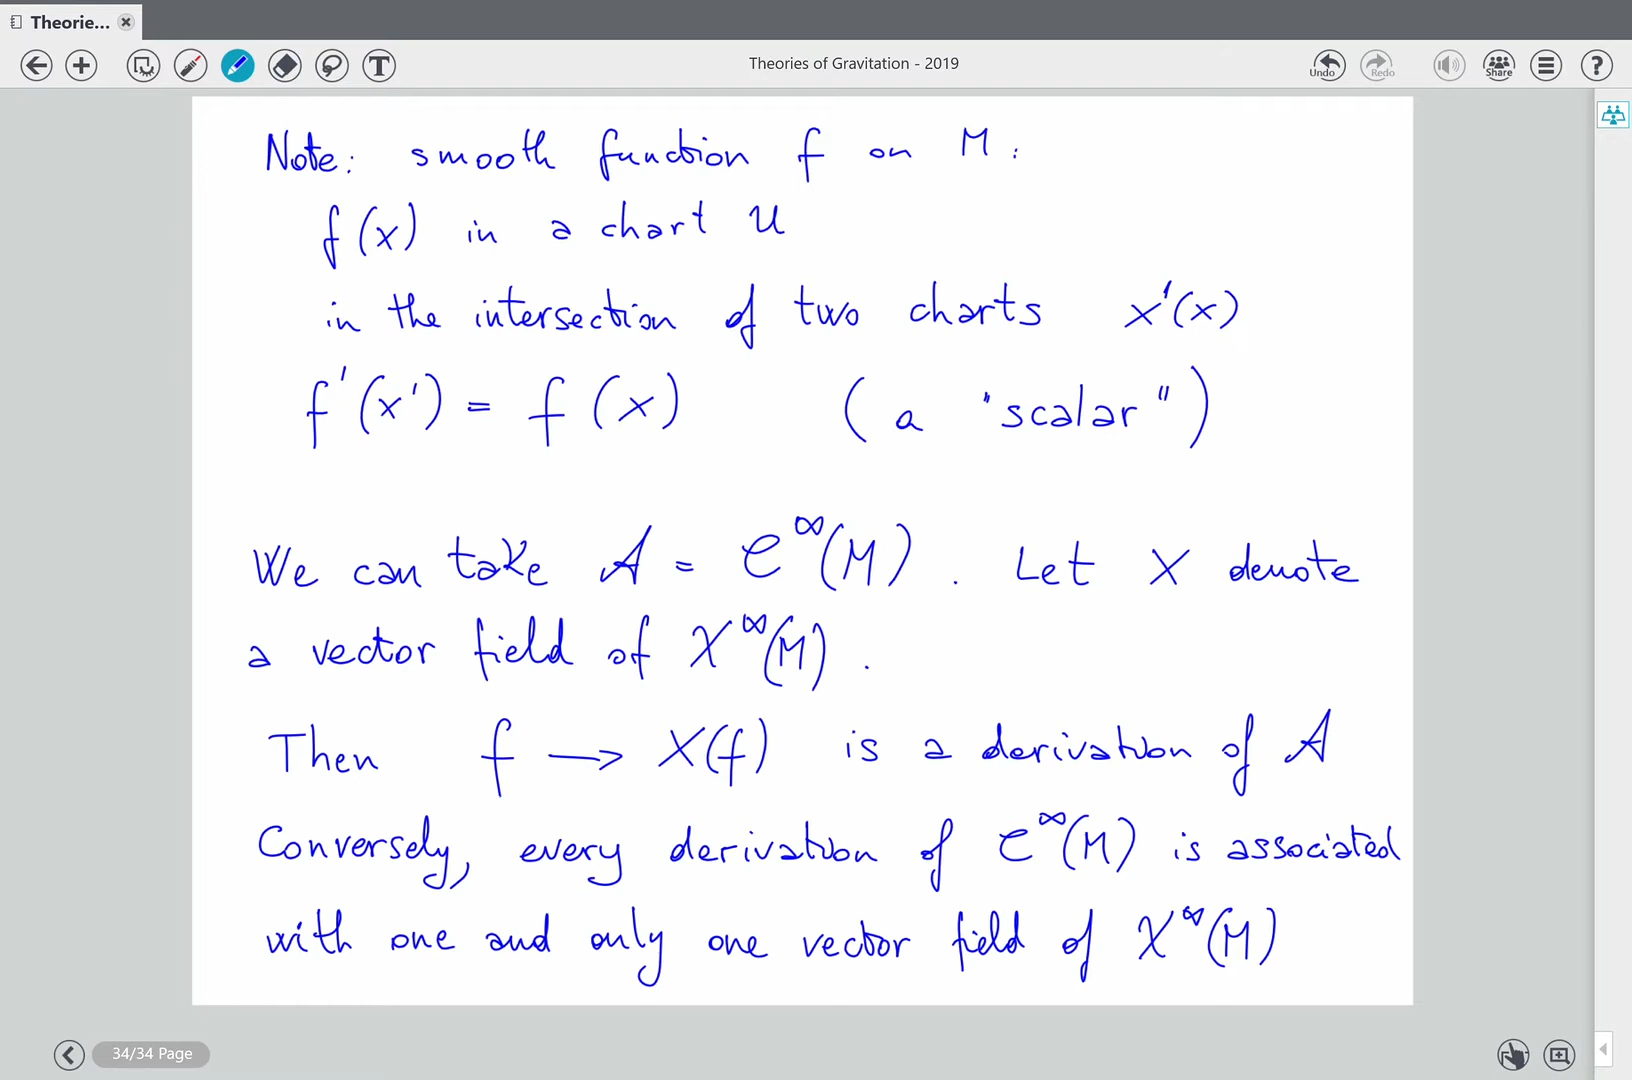 Theorie...
Theories of Gravitation - 2019
Undo
Redo
Share
Note: smooth function f on M:
f(x) in a chart U
in the intersection of two charts x'(x)
f'(x') = f(x) (a "scalar")
We can take 𝒜 = C^∞(M). Let X denote
a vector field of 𝒳^∞(M).
Then f → X(f) is a derivation of 𝒜
Conversely, every derivation of C^∞(M) is associated
with one and only one vector field of 𝒳^∞(M)
34/34 Page